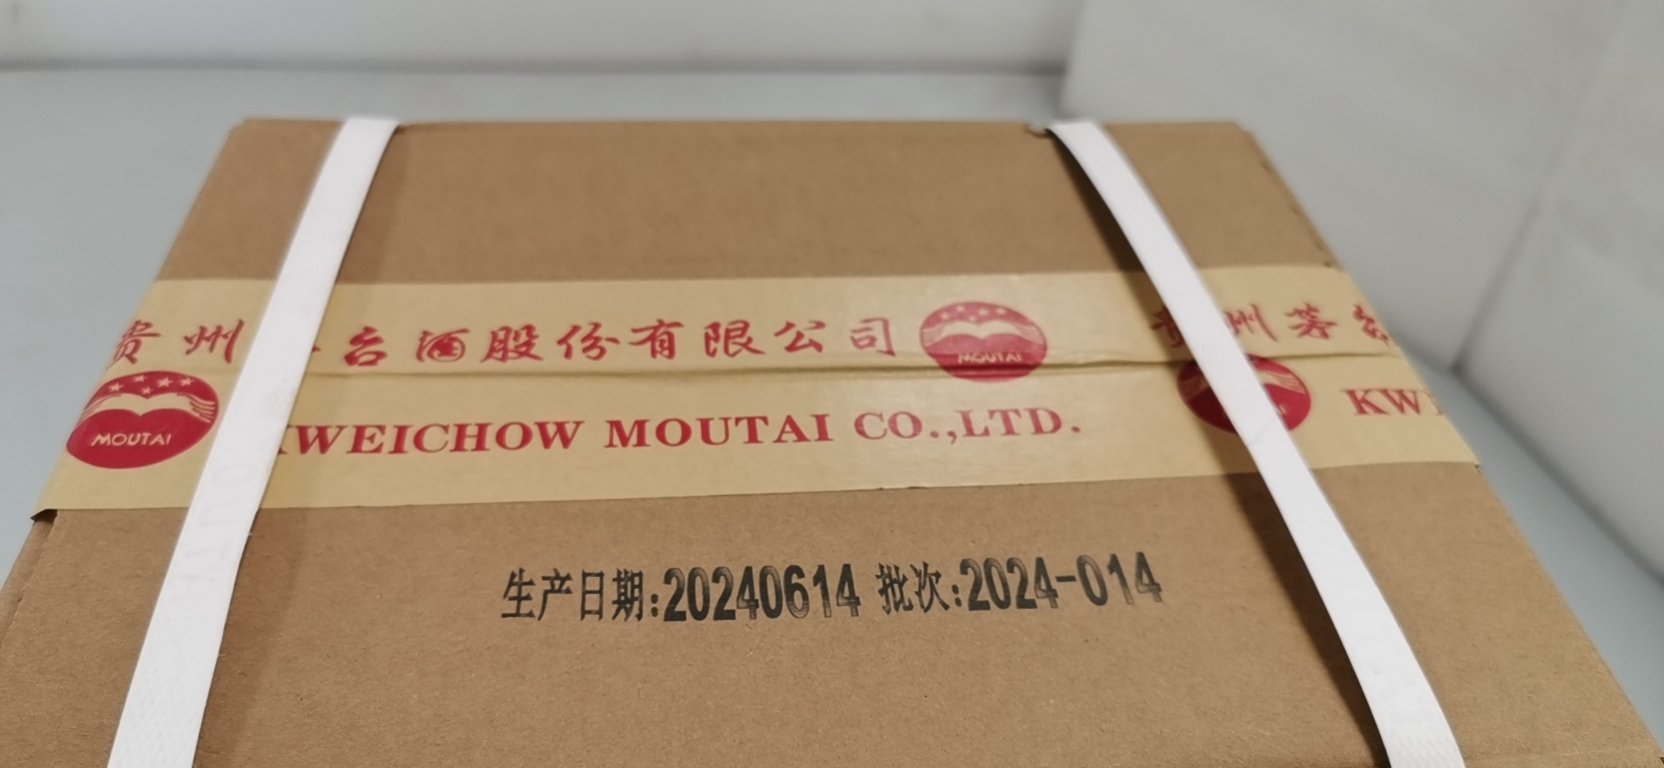 贵州 台酒股份有限公司 MOUTAI 贵州茅台
MOUTAI KWEICHOW MOUTAI CO.,LTD. KW
生产日期:20240614 批次:2024-014